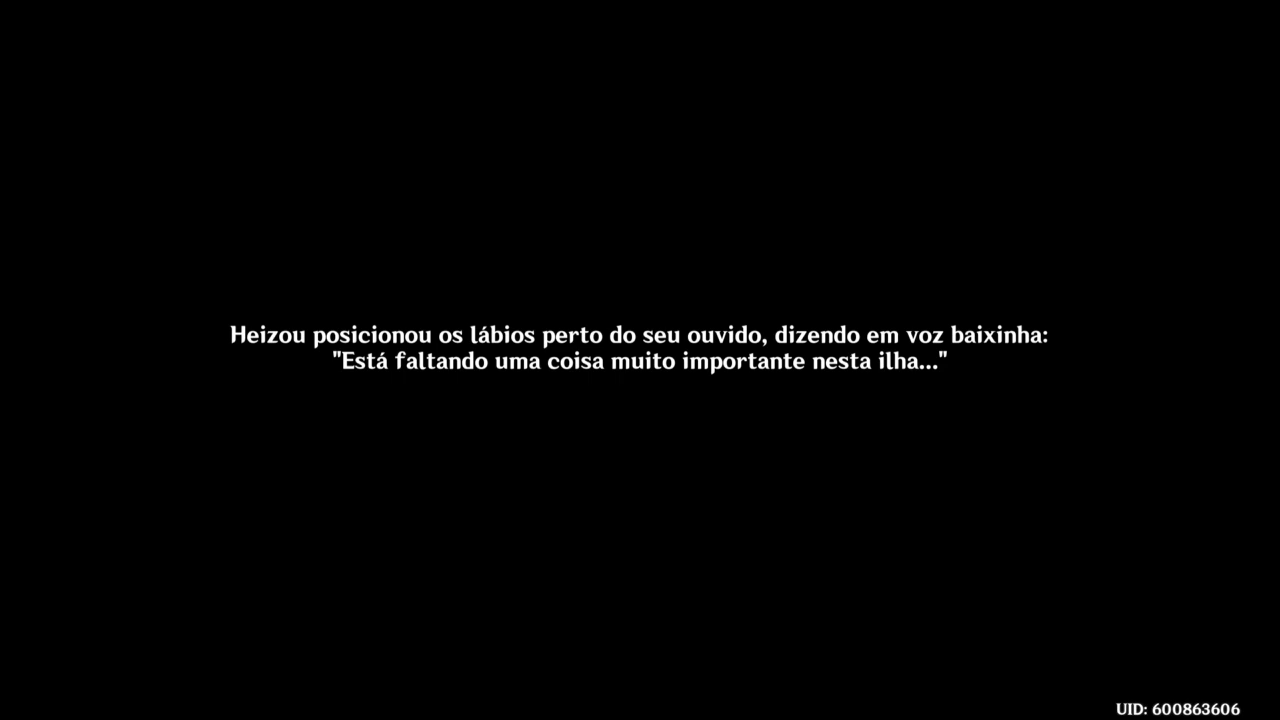 Heizou posicionou os lábios perto do seu ouvido, dizendo em voz baixinha:
"Está faltando uma coisa muito importante nesta ilha..."
UID: 600863606